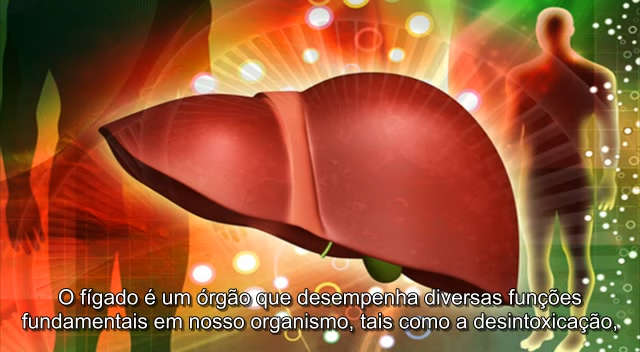 O fígado é um órgão que desempenha diversas funções
fundamentais em nosso organismo, tais como a desintoxicação,